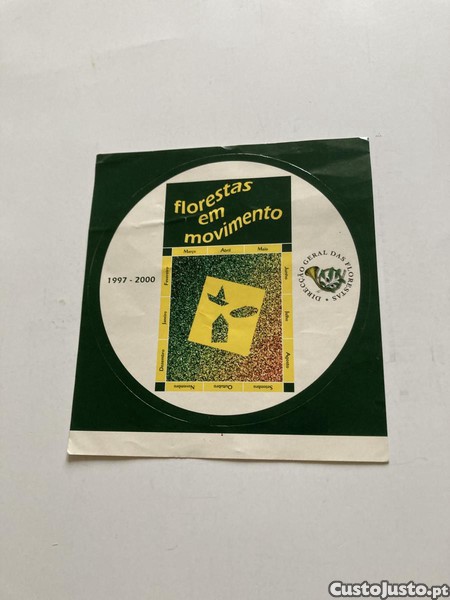 florestas
em
movimento
Março Abril Maio
Fevereiro
Janeiro
Dezembro
Junho
Julho
Agosto
Novembro Outubro Setembro
1997 - 2000
DIRECÇÃO GERAL DAS FLORESTAS •
CustoJusto.pt